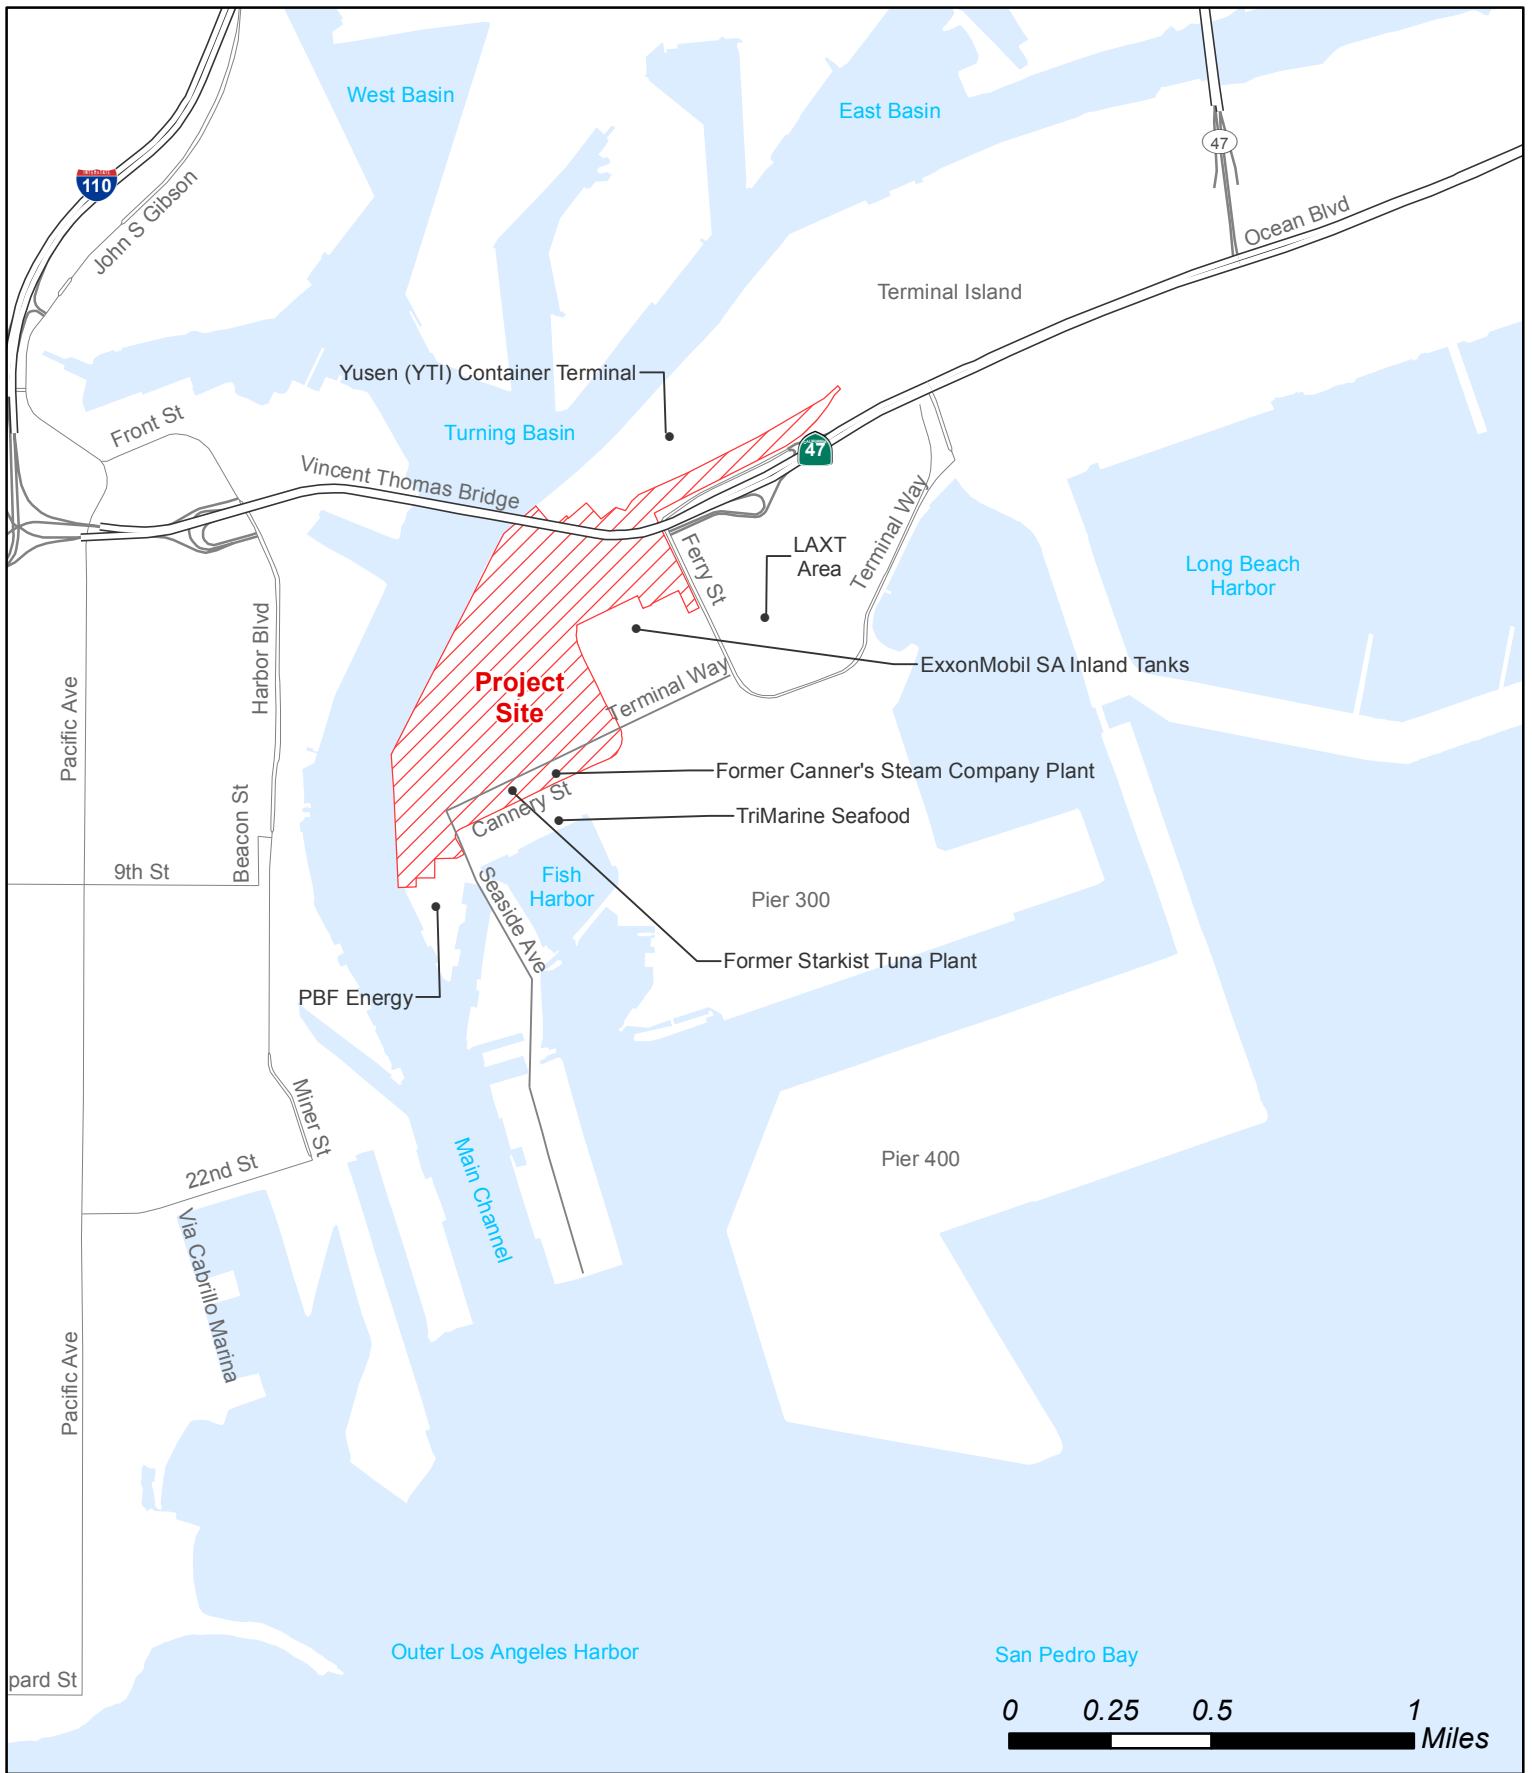 West Basin
East Basin
47
INTERSTATE
110
John S Gibson
Ocean Blvd
Terminal Island
Yusen (YTI) Container Terminal
Front St
Turning Basin
CALIFORNIA
47
Vincent Thomas Bridge
Terminal Way
Ferry St
LAXT
Area
Long Beach
Harbor
Harbor Blvd
ExxonMobil SA Inland Tanks
Project
Site
Terminal Way
Pacific Ave
Former Canner's Steam Company Plant
Cannery St
TriMarine Seafood
Beacon St
9th St
Fish
Harbor
Seaside Ave
Pier 300
Former Starkist Tuna Plant
PBF Energy
Miner St
Main Channel
Pier 400
22nd St
Via Cabrillo Marina
Pacific Ave
Outer Los Angeles Harbor
San Pedro Bay
pard St
0 0.25 0.5 1
Miles